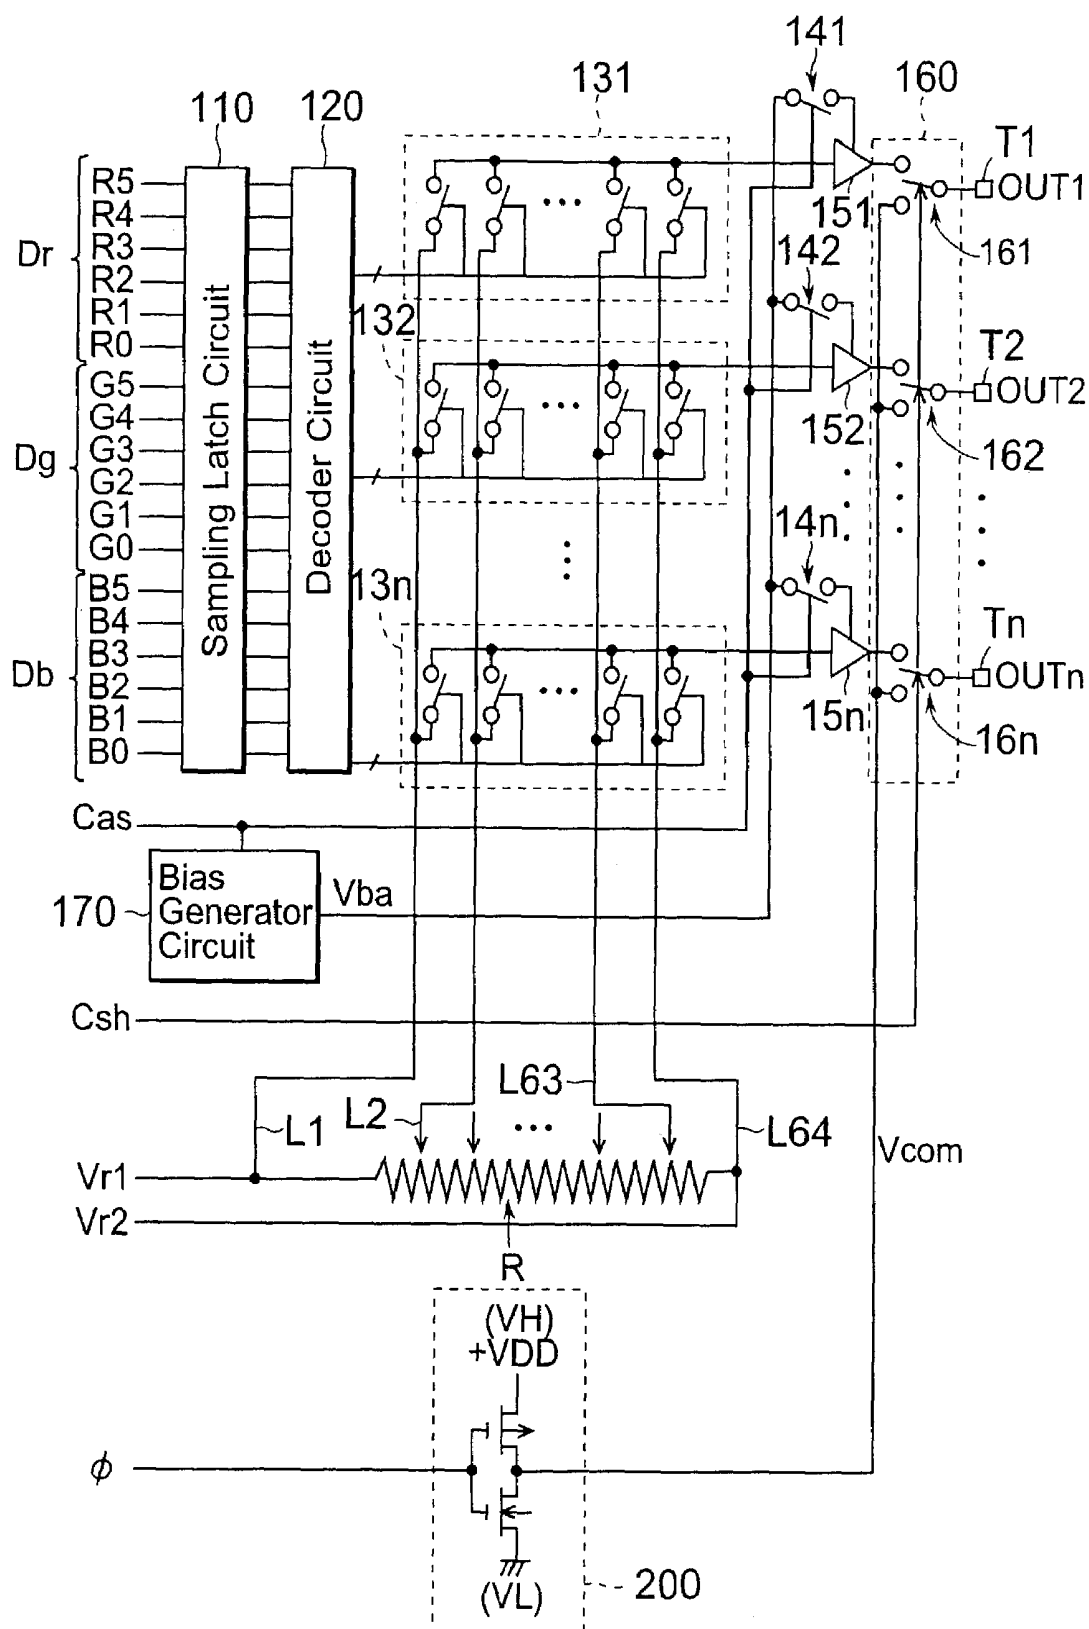 141
110
120
131
160
T1
OUT1
R5
R4
R3
R2
R1
R0
Dr
151
161
142
132
T2
OUT2
G5
G4
G3
G2
G1
G0
Dg
152
162
Sampling Latch Circuit
Decoder Circuit
14n
13n
Tn
OUTn
B5
B4
B3
B2
B1
B0
Db
15n
16n
Cas
Bias
Generator
Circuit
170
Vba
Csh
L63
L2
L1
L64
Vcom
Vr1
Vr2
R
(VH)
+VDD
ϕ
(VL)
200